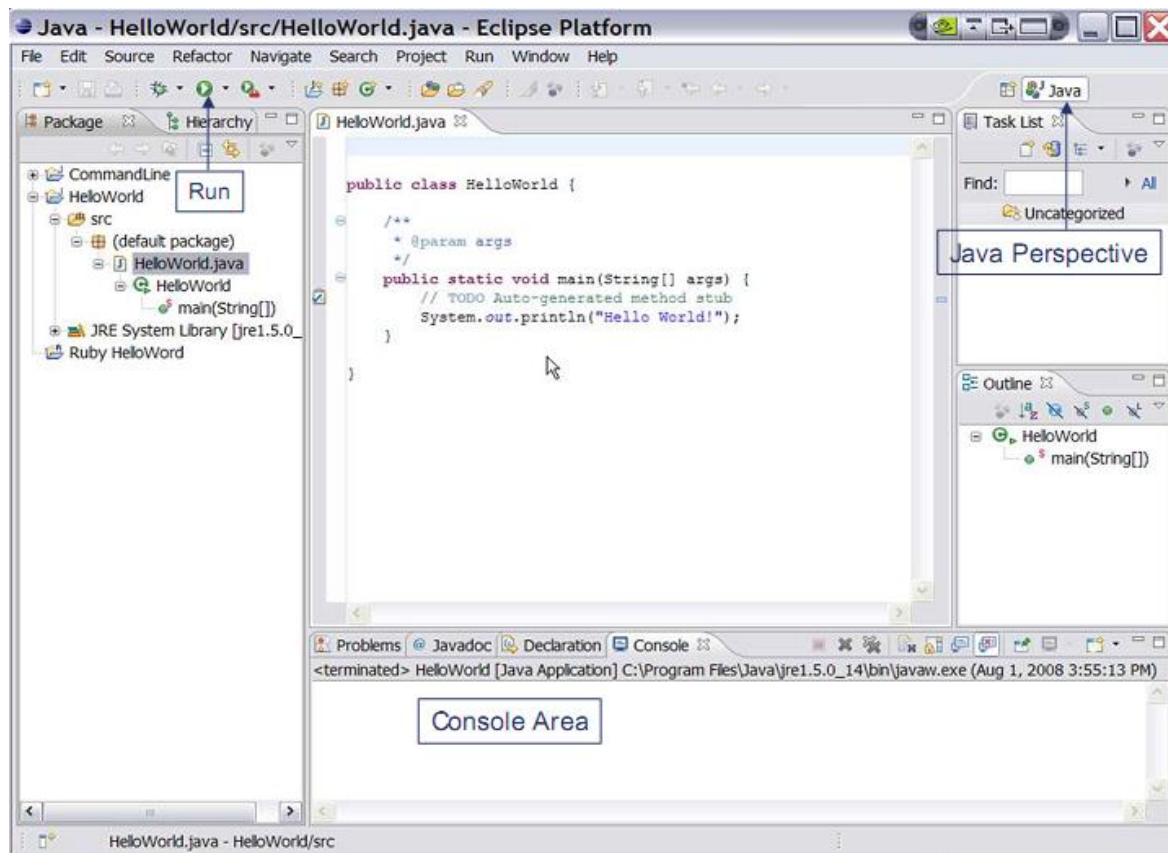 Java - HelloWorld/src/HelloWorld.java - Eclipse Platform
File Edit Source Refactor Navigate Search Project Run Window Help
Java
Package Hierarchy
HelloWorld.java
Task List
CommandLine
HelloWorld
src
(default package)
HelloWorld.java
HelloWorld
main(String[])
JRE System Library [jre1.5.0_
Ruby HelloWord
Run
public class HelloWorld {
/**
* @param args
*/
public static void main(String[] args) {
// TODO Auto-generated method stub
System.out.println("Hello World!");
}
}
Find: All
Uncategorized
Java Perspective
Outline
HelloWorld
main(String[])
Problems Javadoc Declaration Console
<terminated> HelloWorld [Java Application] C:\Program Files\Java\jre1.5.0_14\bin\javaw.exe (Aug 1, 2008 3:55:13 PM)
Console Area
HelloWorld.java - HelloWorld/src